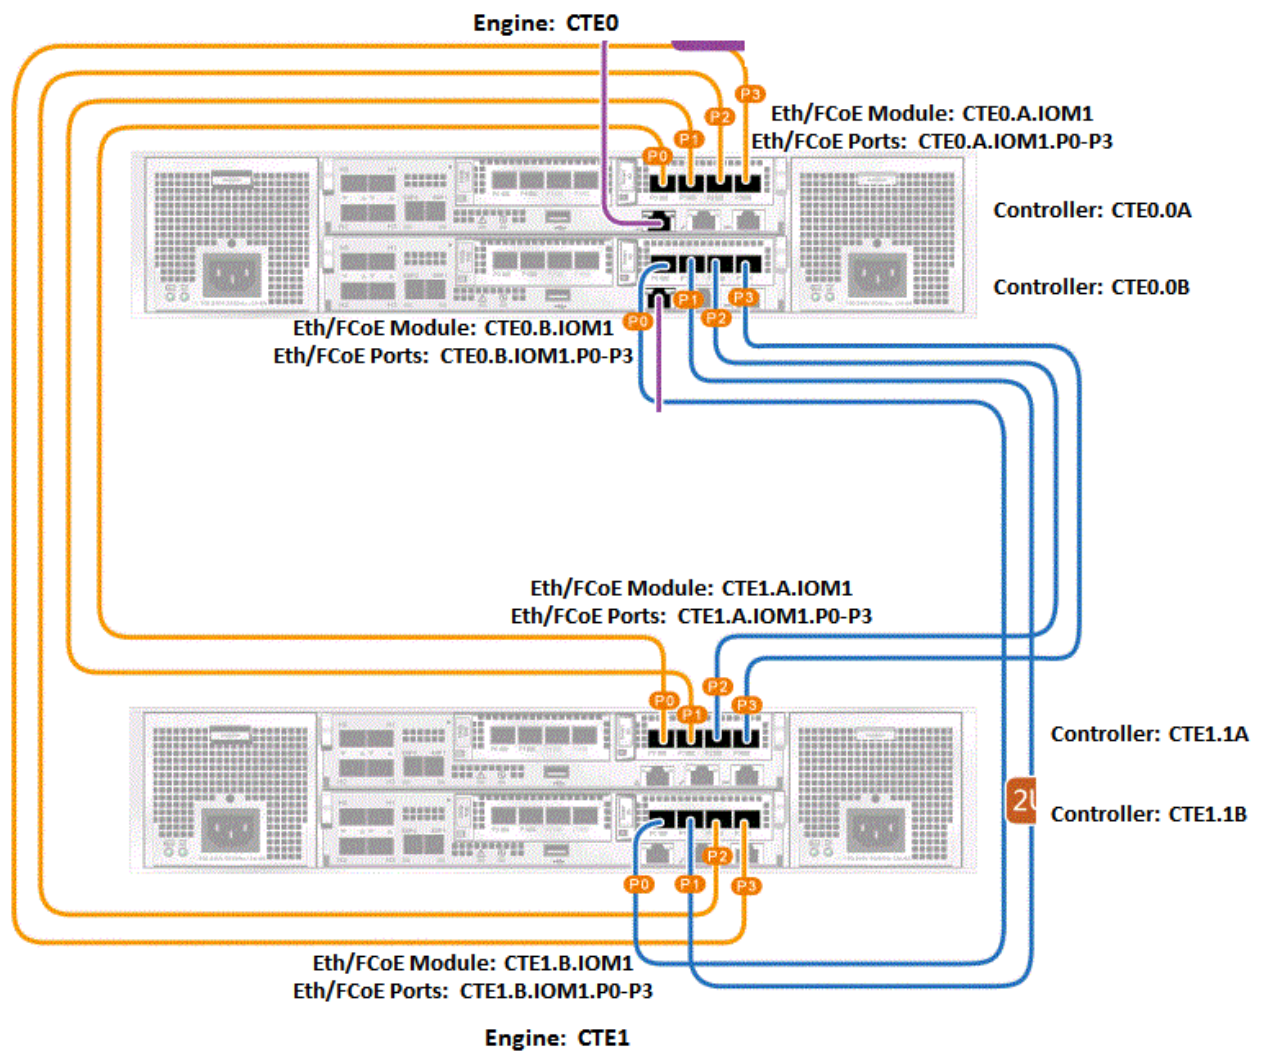 Engine: CTE0
P3
P2
P1
P0
Eth/FCoE Module: CTE0.A.IOM1
Eth/FCoE Ports: CTE0.A.IOM1.P0-P3
Controller: CTE0.0A
Controller: CTE0.0B
P0
P1
P2
P3
Eth/FCoE Module: CTE0.B.IOM1
Eth/FCoE Ports: CTE0.B.IOM1.P0-P3
Eth/FCoE Module: CTE1.A.IOM1
Eth/FCoE Ports: CTE1.A.IOM1.P0-P3
P0
P1
P2
P3
Controller: CTE1.1A
2U
Controller: CTE1.1B
P0
P1
P2
P3
Eth/FCoE Module: CTE1.B.IOM1
Eth/FCoE Ports: CTE1.B.IOM1.P0-P3
Engine: CTE1